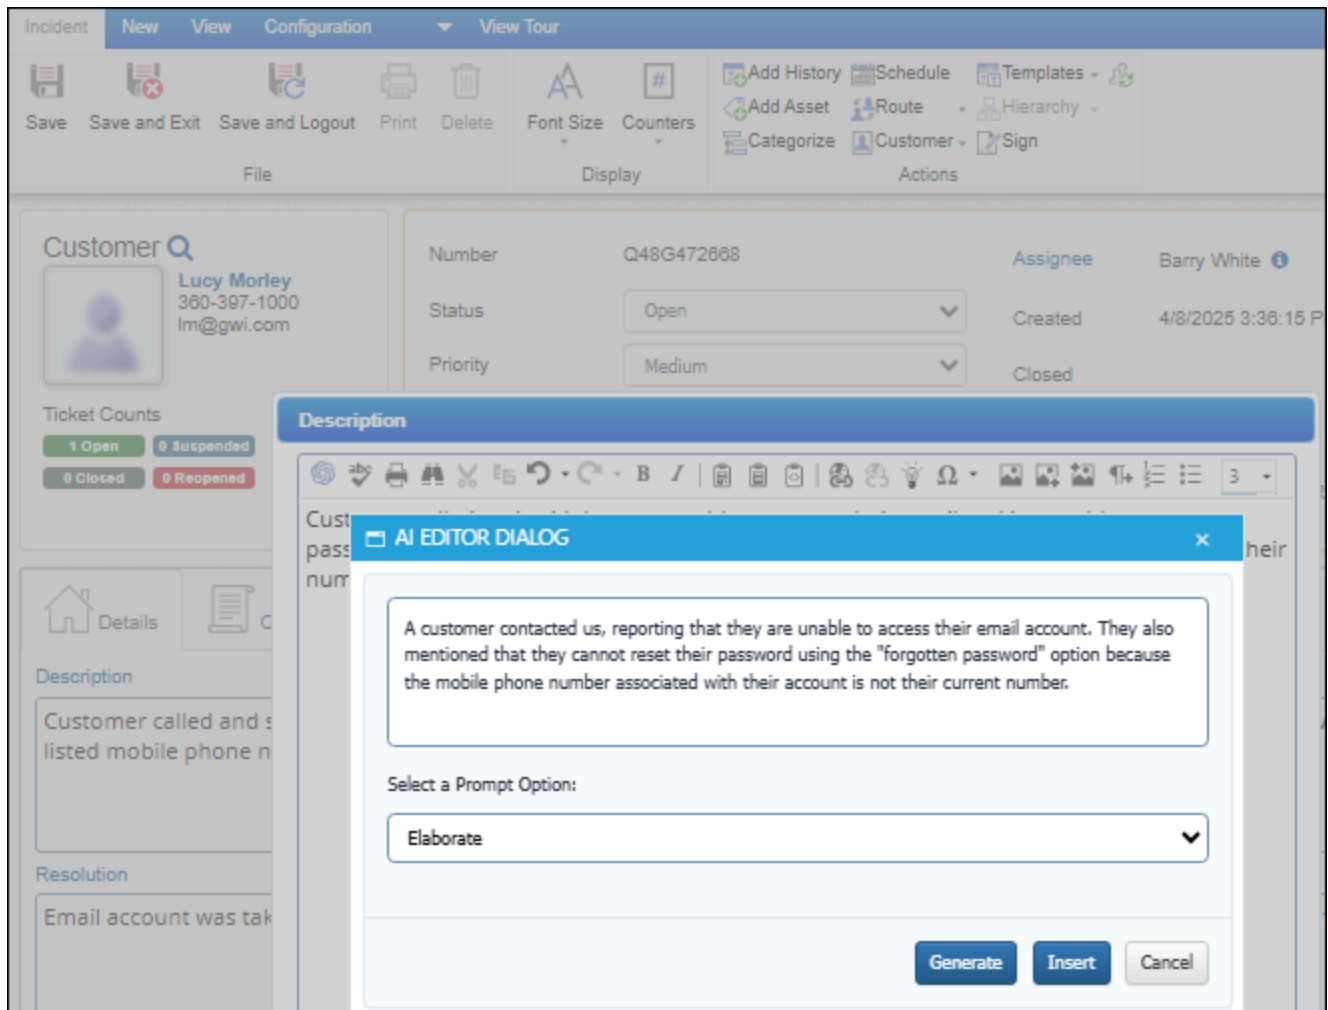 Incident New View Configuration View Tour
Save Save and Exit Save and Logout Print Delete Font Size Counters
Add History Schedule Templates
Add Asset Route Hierarchy
Categorize Customer Sign
File Display Actions
Customer
Lucy Morley
360-397-1000
lm@gwi.com
Ticket Counts
1 Open 0 Suspended
0 Closed 0 Reopened
Number Q48G472668
Status Open
Priority Medium
Assignee Barry White
Created 4/8/2025 3:36:15 P
Closed
Details
Description
Customer called and s
listed mobile phone n
Resolution
Email account was tak
Description
abc B I Ω 3
Cust
pass heir
num
AI EDITOR DIALOG ×
A customer contacted us, reporting that they are unable to access their email account. They also
mentioned that they cannot reset their password using the "forgotten password" option because
the mobile phone number associated with their account is not their current number.
Select a Prompt Option:
Elaborate
Generate Insert Cancel